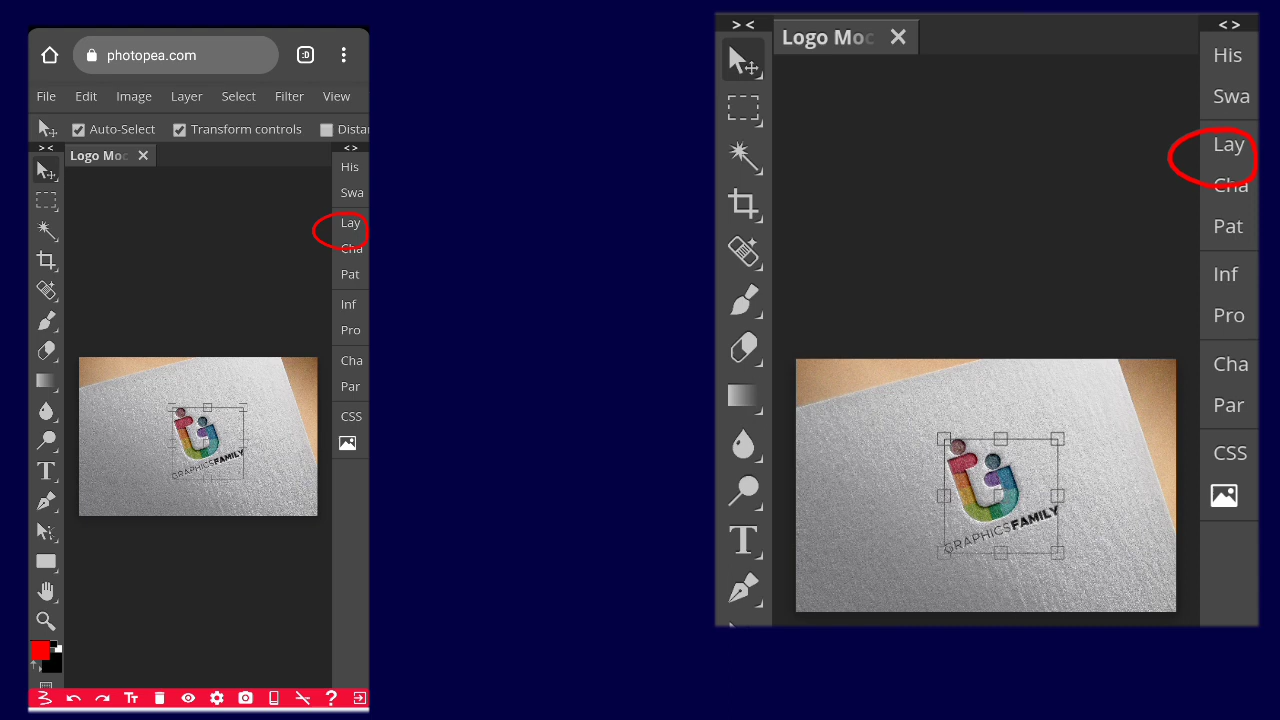 photopea.com
:D
File Edit Image Layer Select Filter View
Auto-Select Transform controls Distan
> < < >
Logo Moc
His
Swa
Lay
Cha
Pat
Inf
Pro
Cha
Par
CSS
GRAPHICSFAMILY
T
Tт ?
> < < >
Logo Moc
His
Swa
Lay
Cha
Pat
Inf
Pro
Cha
Par
CSS
GRAPHICSFAMILY
T